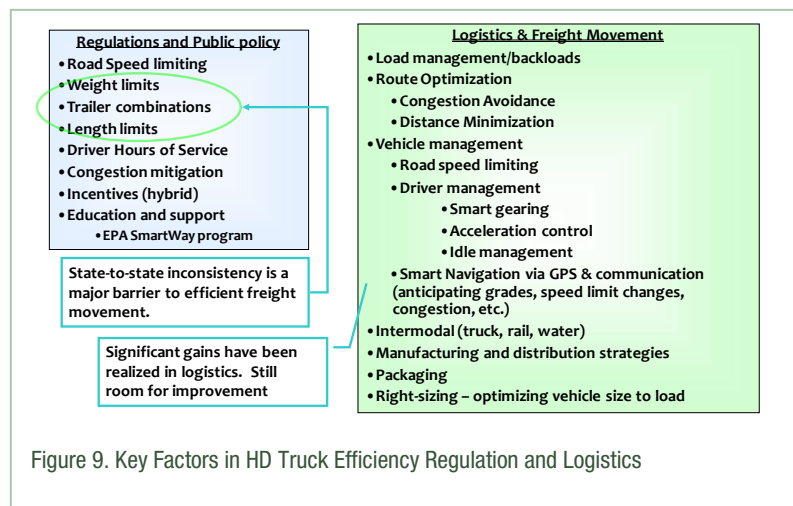 Regulations and Public policy
• Road Speed limiting
• Weight limits
• Trailer combinations
• Length limits
• Driver Hours of Service
• Congestion mitigation
• Incentives (hybrid)
• Education and support
• EPA SmartWay program
State-to-state inconsistency is a
major barrier to efficient freight
movement.
Significant gains have been
realized in logistics. Still
room for improvement
Logistics & Freight Movement
• Load management/backloads
• Route Optimization
• Congestion Avoidance
• Distance Minimization
• Vehicle management
• Road speed limiting
• Driver management
• Smart gearing
• Acceleration control
• Idle management
• Smart Navigation via GPS & communication
(anticipating grades, speed limit changes,
congestion, etc.)
• Intermodal (truck, rail, water)
• Manufacturing and distribution strategies
• Packaging
• Right-sizing – optimizing vehicle size to load
Figure 9. Key Factors in HD Truck Efficiency Regulation and Logistics